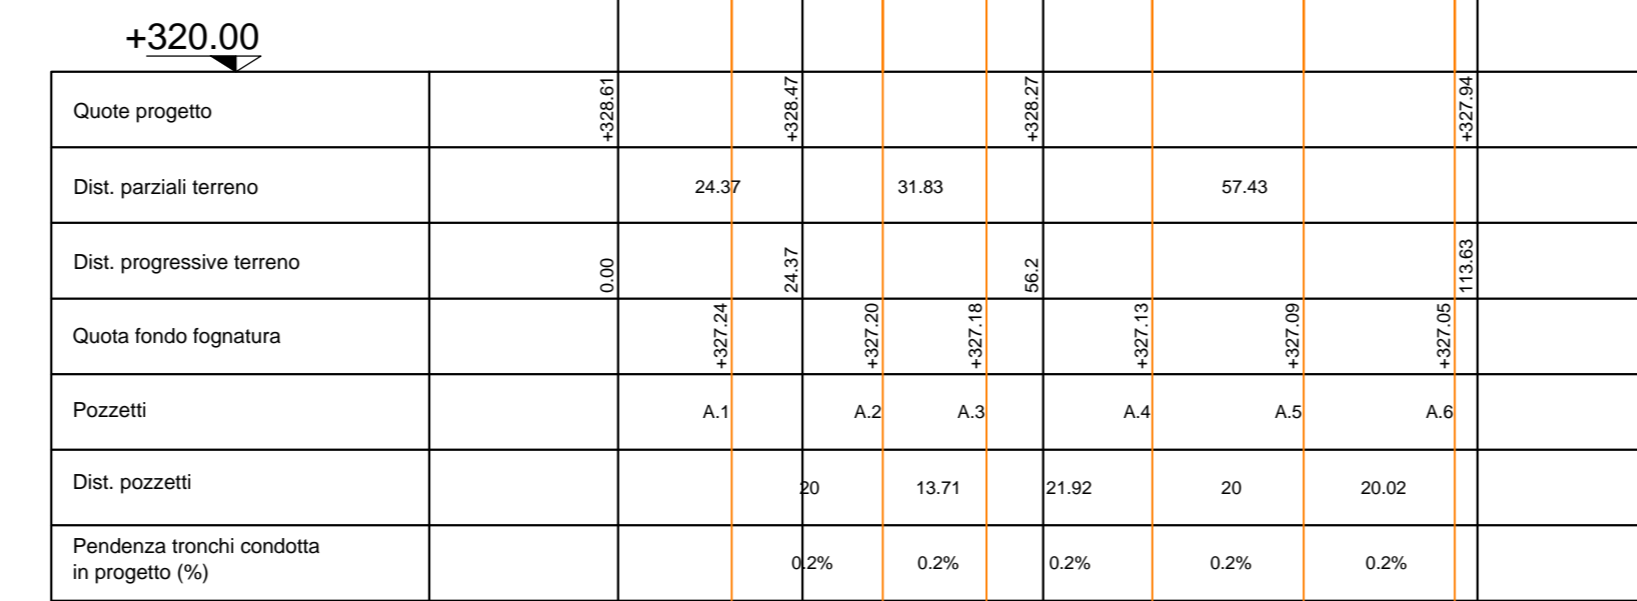 +320.00
Quote progetto +328.61 +328.47 +328.27 +327.94
Dist. parziali terreno 24.37 31.83 57.43
Dist. progressive terreno 0.00 24.37 56.2 113.63
Quota fondo fognatura +327.24 +327.20 +327.18 +327.13 +327.09 +327.05
Pozzetti A.1 A.2 A.3 A.4 A.5 A.6
Dist. pozzetti 20 13.71 21.92 20 20.02
Pendenza tronchi condotta
in progetto (%) 0.2% 0.2% 0.2% 0.2% 0.2%